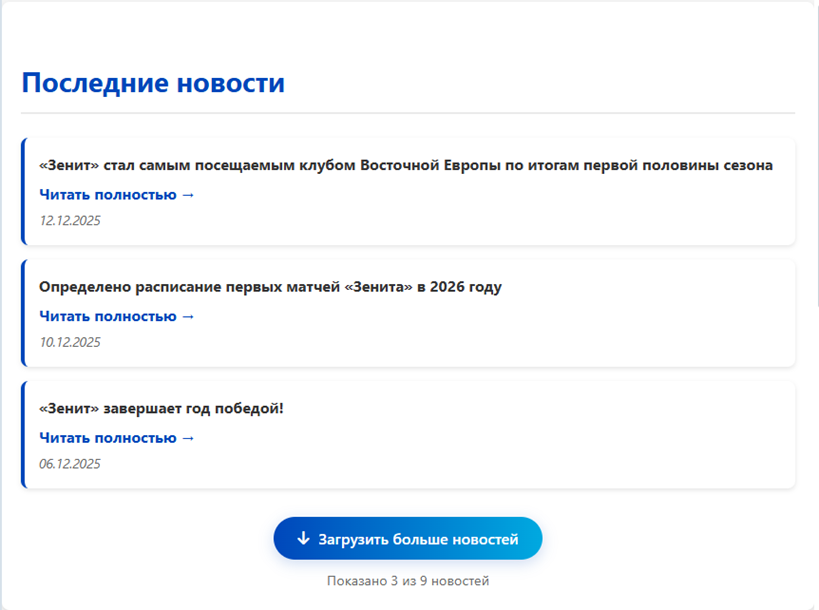 Последние новости
«Зенит» стал самым посещаемым клубом Восточной Европы по итогам первой половины сезона
Читать полностью →
12.12.2025
Определено расписание первых матчей «Зенита» в 2026 году
Читать полностью →
10.12.2025
«Зенит» завершает год победой!
Читать полностью →
06.12.2025
↓ Загрузить больше новостей
Показано 3 из 9 новостей